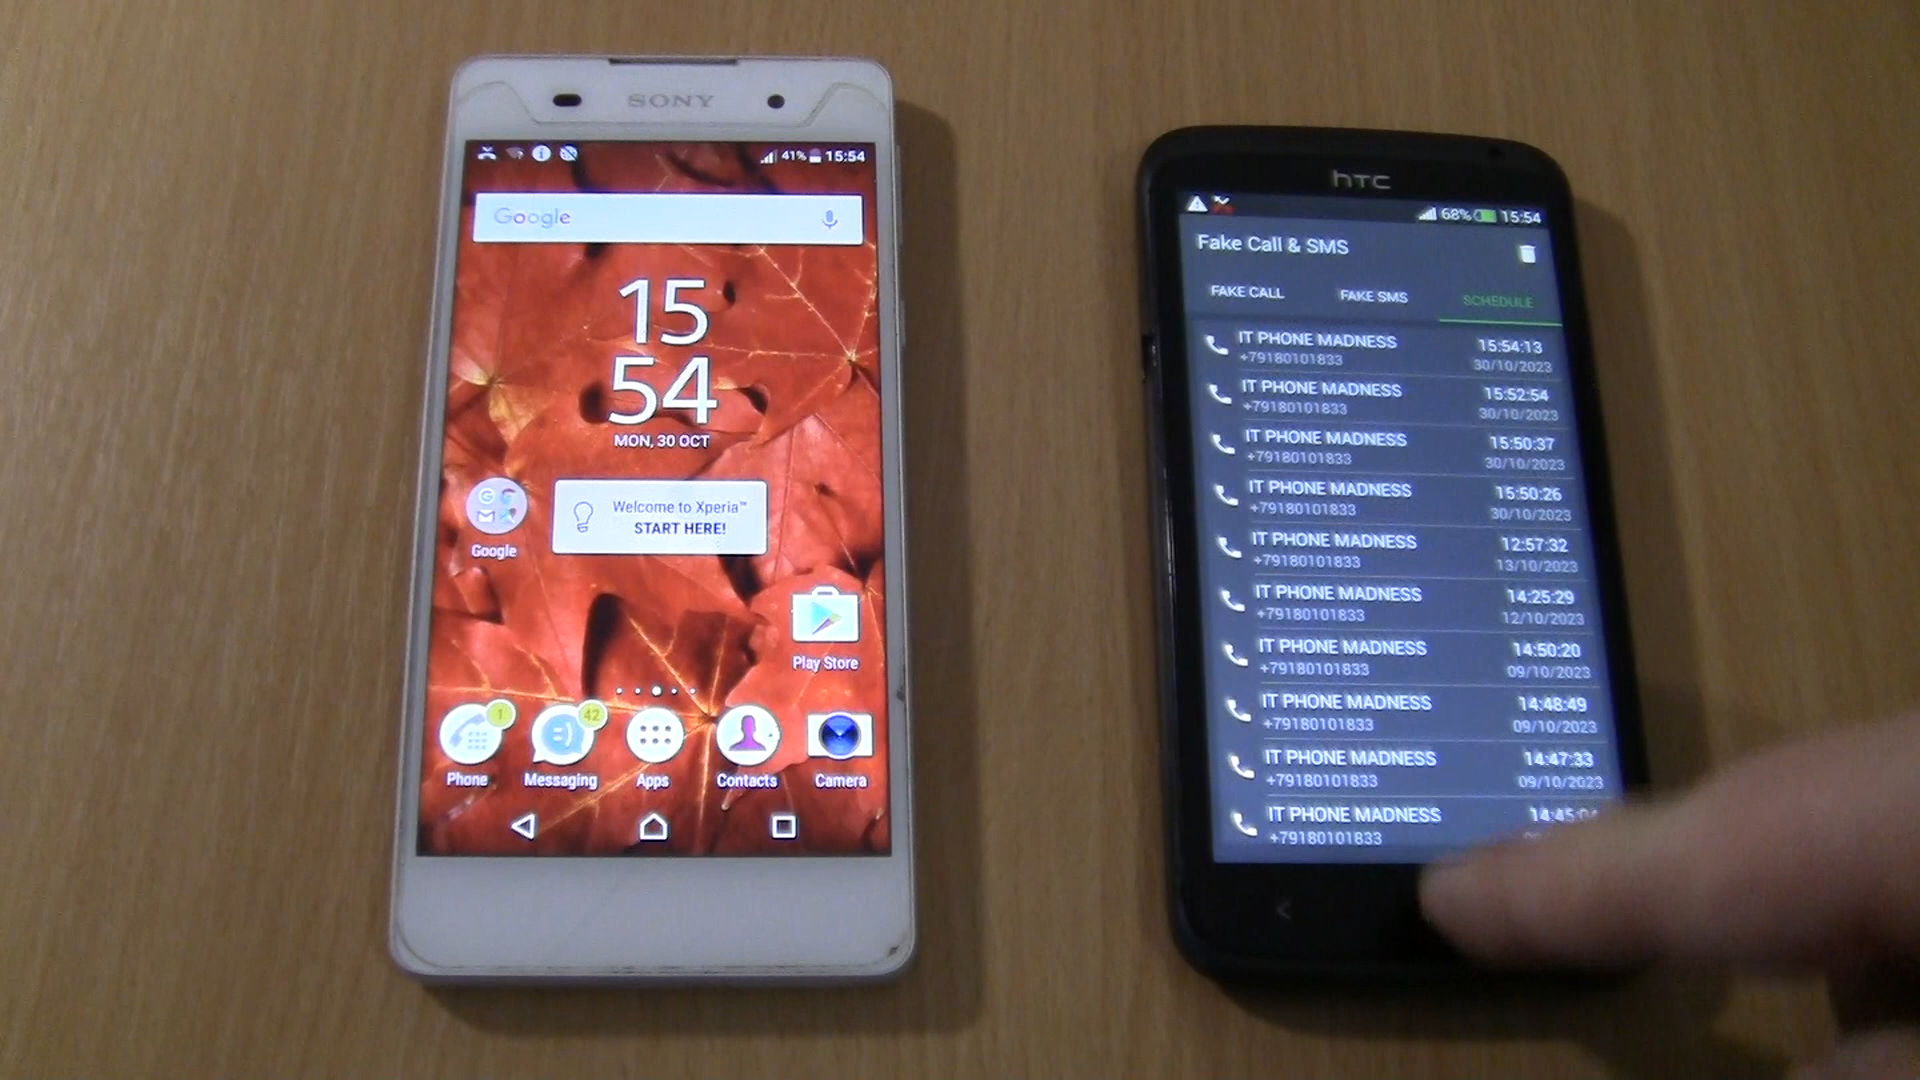 SONY
41% 15:54
Google
15
54
MON, 30 OCT
Welcome to Xperia™
START HERE!
Google
Play Store
1
42
Phone
Messaging
Apps
Contacts
Camera
hTC
68% 15:54
Fake Call & SMS
FAKE CALL
FAKE SMS
SCHEDULE
IT PHONE MADNESS 15:54:13
+79180101833 30/10/2023
IT PHONE MADNESS 15:52:54
+79180101833 30/10/2023
IT PHONE MADNESS 15:50:37
+79180101833 30/10/2023
IT PHONE MADNESS 15:50:26
+79180101833 30/10/2023
IT PHONE MADNESS 12:57:32
+79180101833 13/10/2023
IT PHONE MADNESS 14:25:29
+79180101833 12/10/2023
IT PHONE MADNESS 14:50:20
+79180101833 09/10/2023
IT PHONE MADNESS 14:48:49
+79180101833 09/10/2023
IT PHONE MADNESS 14:47:33
+79180101833 09/10/2023
IT PHONE MADNESS
+79180101833